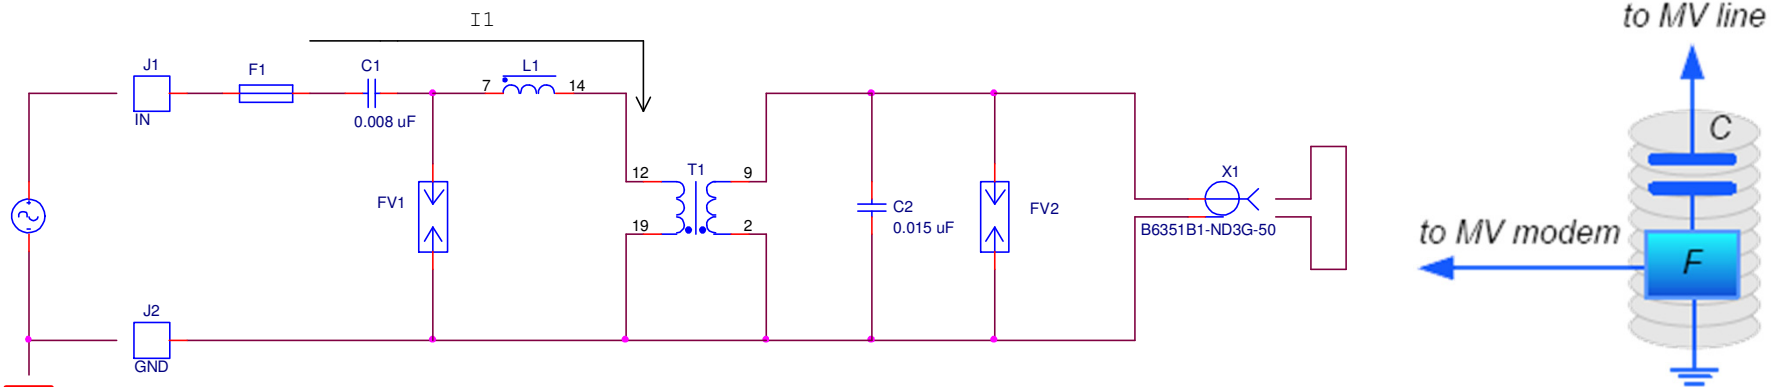 I1
J1
IN
F1
C1
0.008 uF
7
L1
14
FV1
12
T1
9
19
2
C2
0.015 uF
FV2
X1
B6351B1-ND3G-50
J2
GND
to MV line
C
to MV modem
F